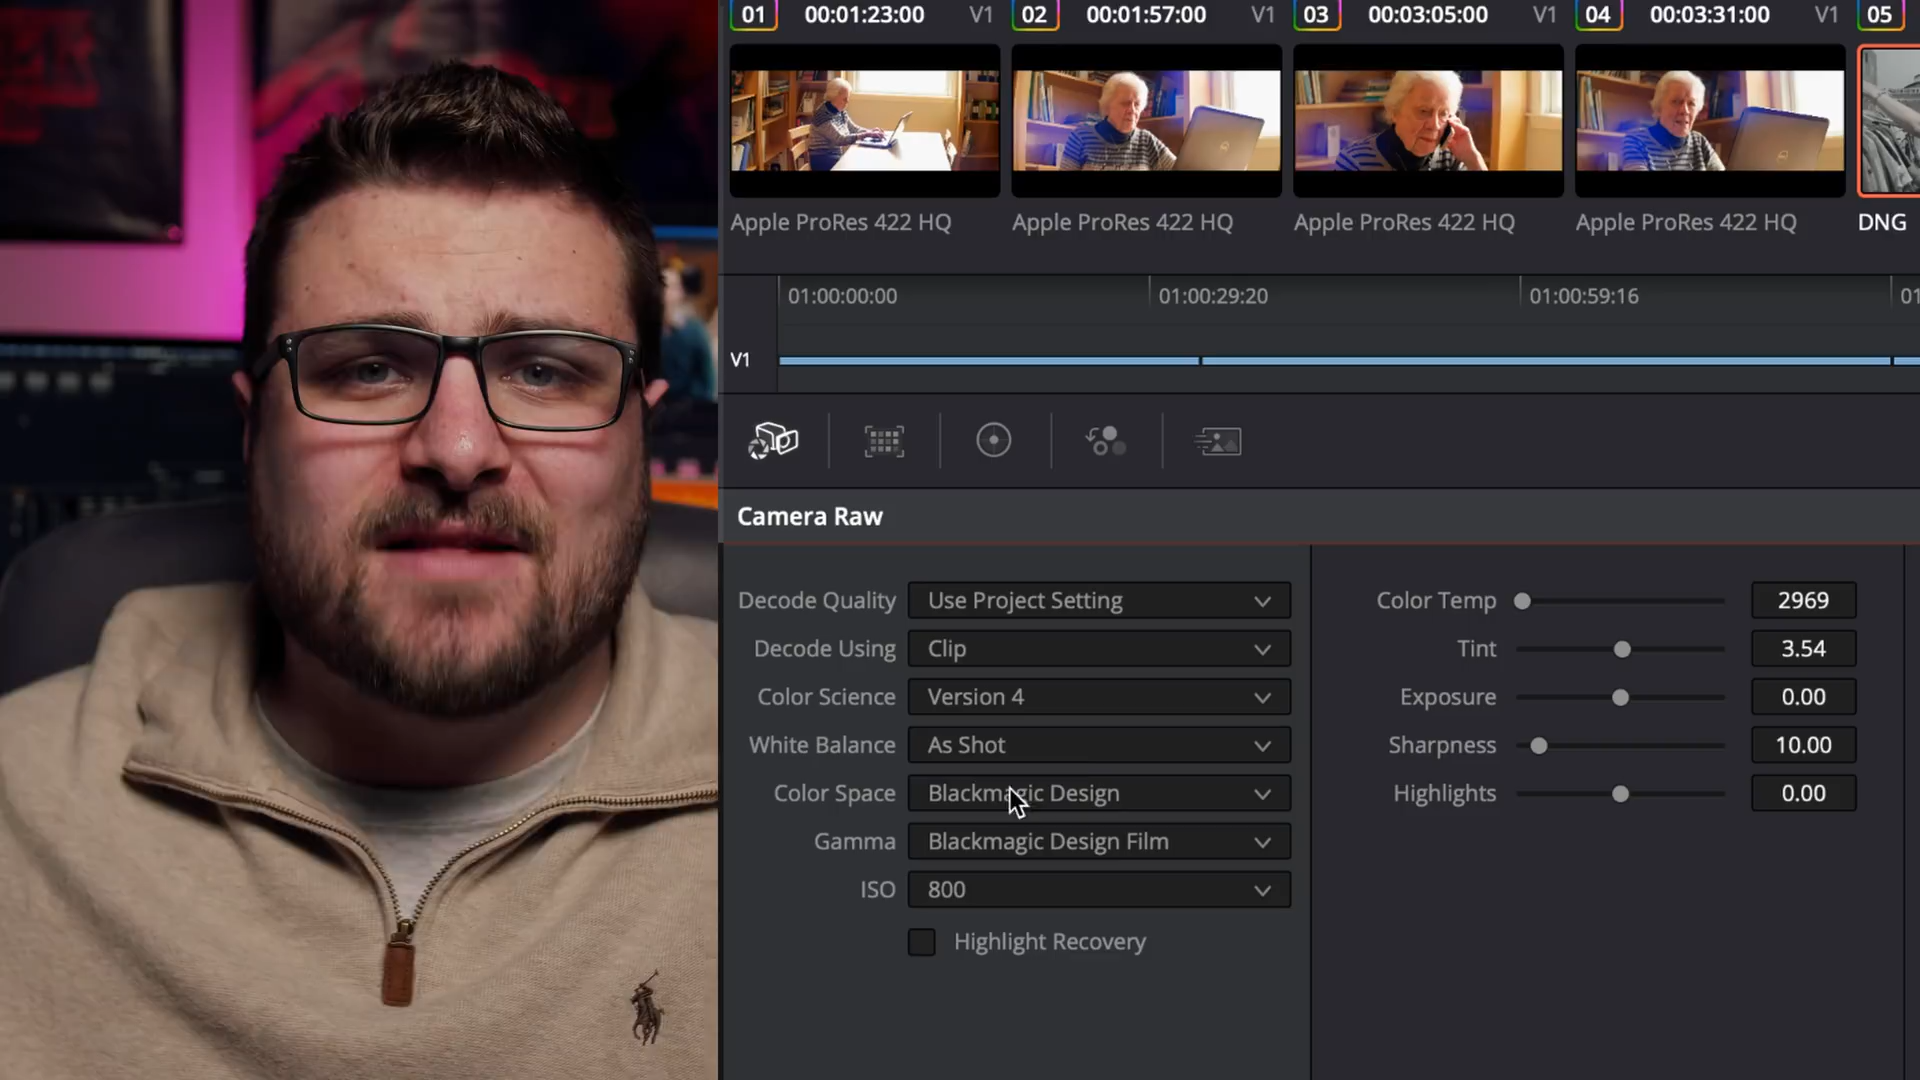 01 00:01:23:00 V1 02 00:01:57:00 V1 03 00:03:05:00 V1 04 00:03:31:00 V1 05
Apple ProRes 422 HQ Apple ProRes 422 HQ Apple ProRes 422 HQ Apple ProRes 422 HQ DNG
01:00:00:00 01:00:29:20 01:00:59:16 01
V1
Camera Raw
Decode Quality Use Project Setting Color Temp 2969
Decode Using Clip Tint 3.54
Color Science Version 4 Exposure 0.00
White Balance As Shot Sharpness 10.00
Color Space Blackmagic Design Highlights 0.00
Gamma Blackmagic Design Film
ISO 800
Highlight Recovery